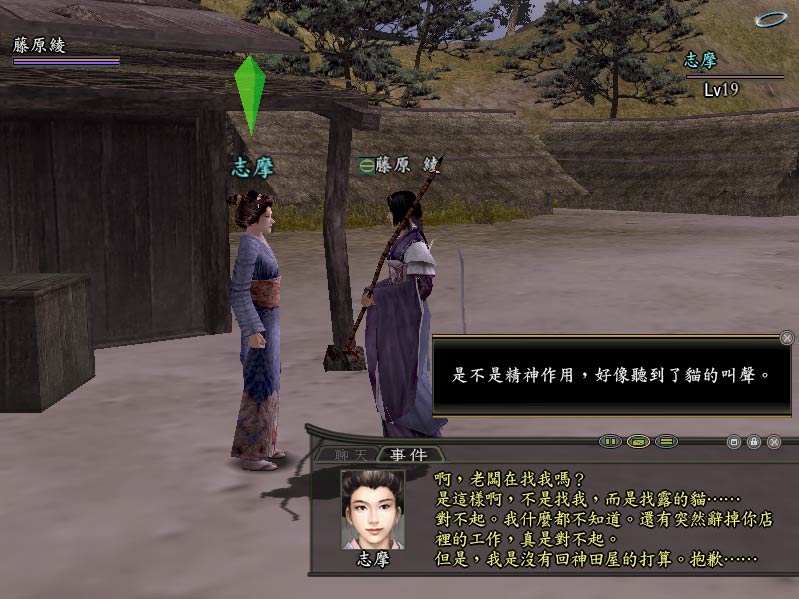 藤原綾
志摩
Lv19
志摩
藤原 綾
是不是精神作用，好像聽到了貓的叫聲。
聊天 事件
啊，老闆在找我嗎？
是這樣啊，不是找我，而是找露的貓……
對不起。我什麼都不知道。還有突然辭掉你店
裡的工作，真是對不起。
但是，我是沒有回神田屋的打算。抱歉……
志摩